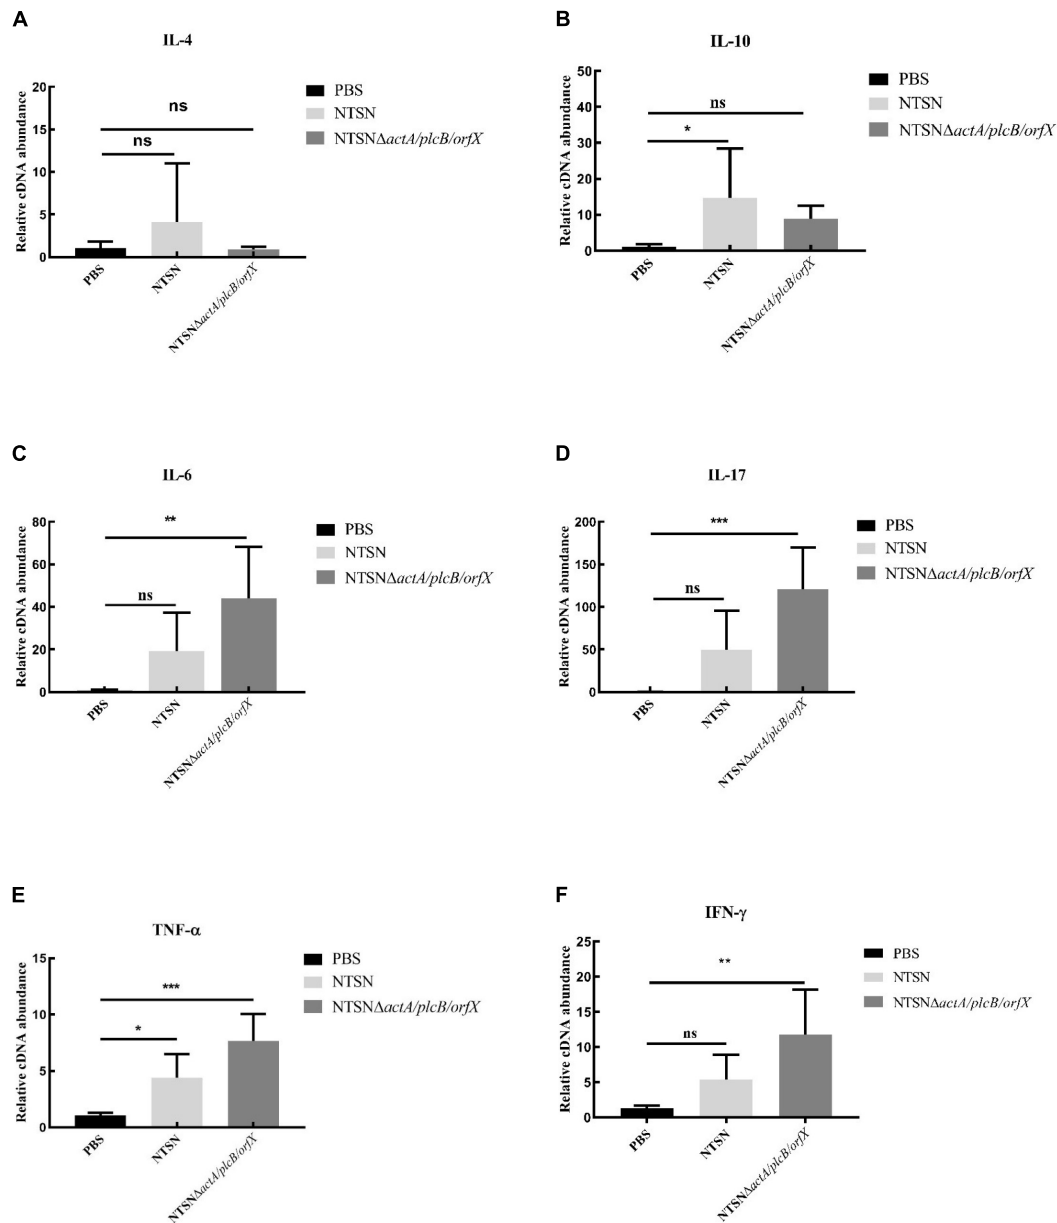 A
IL-4
Relative cDNA abundance
20
15
10
5
0
ns
ns
PBS
NTSN
NTSNΔactA/plcB/orfX
PBS
NTSN
NTSNΔactA/plcB/orfX
B
IL-10
Relative cDNA abundance
50
40
30
20
10
0
ns
*
PBS
NTSN
NTSNΔactA/plcB/orfX
PBS
NTSN
NTSNΔactA/plcB/orfX
C
IL-6
Relative cDNA abundance
80
60
40
20
0
**
ns
PBS
NTSN
NTSNΔactA/plcB/orfX
PBS
NTSN
NTSNΔactA/plcB/orfX
D
IL-17
Relative cDNA abundance
200
150
100
50
0
***
ns
PBS
NTSN
NTSNΔactA/plcB/orfX
PBS
NTSN
NTSNΔactA/plcB/orfX
E
TNF-α
Relative cDNA abundance
15
10
5
0
***
*
PBS
NTSN
NTSNΔactA/plcB/orfX
PBS
NTSN
NTSNΔactA/plcB/orfX
F
IFN-γ
Relative cDNA abundance
25
20
15
10
5
0
**
ns
PBS
NTSN
NTSNΔactA/plcB/orfX
PBS
NTSN
NTSNΔactA/plcB/orfX